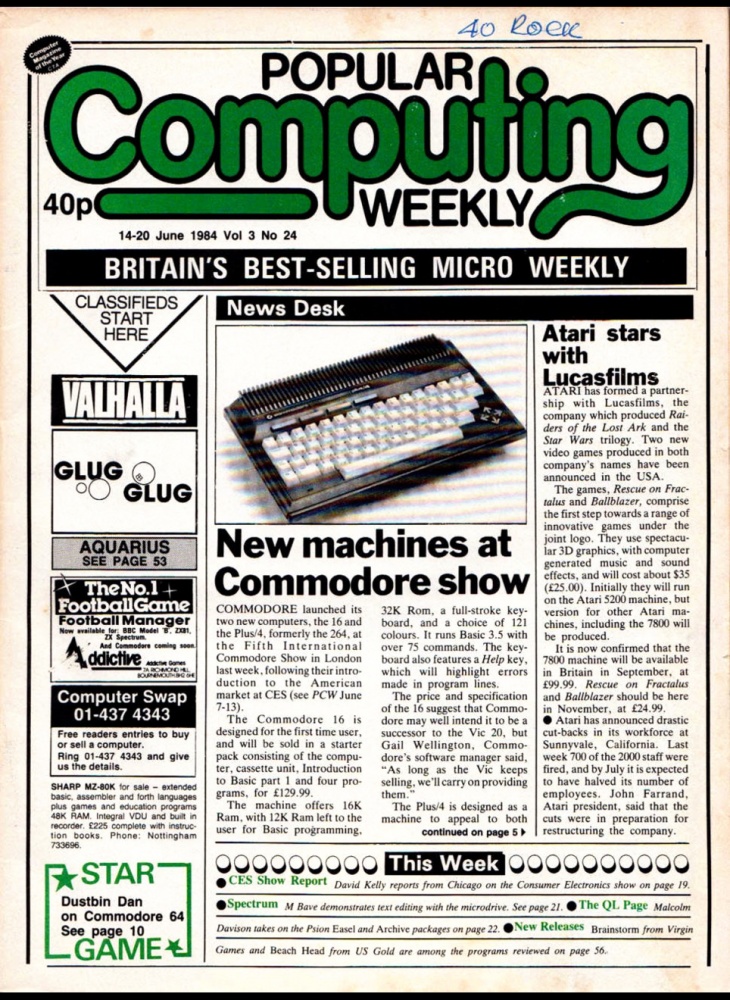 40 Rock
Computer
Magazine
of the Year
C.T.A.
POPULAR
Computing
WEEKLY
40p
14-20 June 1984 Vol 3 No 24
BRITAIN'S BEST-SELLING MICRO WEEKLY
CLASSIFIEDS
START
HERE
VALHALLA
GLUG
GLUG
AQUARIUS
SEE PAGE 53
The No.1
Football Game
Football Manager
Now available for: BBC Model 'B', ZX81,
ZX Spectrum.
And Commodore coming soon.
Addictive
Addictive Games
7A RICHMOND HILL,
BOURNEMOUTH BH2 6HE
Computer Swap
01-437 4343
Free readers entries to buy
or sell a computer.
Ring 01-437 4343 and give
us the details.
SHARP MZ-80K for sale – extended
basic, assembler and forth languages
plus games and education programs
48K RAM. Integral VDU and built in
recorder. £225 complete with instruc-
tion books. Phone: Nottingham
733696.
STAR
Dustbin Dan
on Commodore 64
See page 10
GAME
News Desk
New machines at
Commodore show
COMMODORE launched its
two new computers, the 16 and
the Plus/4, formerly the 264, at
the Fifth International
Commodore Show in London
last week, following their intro-
duction to the American
market at CES (see PCW June
7-13).
The Commodore 16 is
designed for the first time user,
and will be sold in a starter
pack consisting of the compu-
ter, cassette unit, Introduction
to Basic part 1 and four pro-
grams, for £129.99.
The machine offers 16K
Ram, with 12K Ram left to the
user for Basic programming,
32K Rom, a full-stroke key-
board, and a choice of 121
colours. It runs Basic 3.5 with
over 75 commands. The key-
board also features a Help key,
which will highlight errors
made in program lines.
The price and specification
of the 16 suggest that Commo-
dore may well intend it to be a
successor to the Vic 20, but
Gail Wellington, Commo-
dore's software manager said,
"As long as the Vic keeps
selling, we'll carry on providing
them."
The Plus/4 is designed as a
machine to appeal to both
continued on page 5
Atari stars
with
Lucasfilms
ATARI has formed a partner-
ship with Lucasfilms, the
company which produced Rai-
ders of the Lost Ark and the
Star Wars trilogy. Two new
video games produced in both
company's names have been
announced in the USA.
The games, Rescue on Frac-
talus and Ballblazer, comprise
the first step towards a range of
innovative games under the
joint logo. They use spectacu-
lar 3D graphics, with computer
generated music and sound
effects, and will cost about $35
(£25.00). Initially they will run
on the Atari 5200 machine, but
version for other Atari ma-
chines, including the 7800 will
be produced.
It is now confirmed that the
7800 machine will be available
in Britain in September, at
£99.99. Rescue on Fractalus
and Ballblazer should be here
in November, at £24.99.
● Atari has announced drastic
cut-backs in its workforce at
Sunnyvale, California. Last
week 700 of the 2000 staff were
fired, and by July it is expected
to have halved its number of
employees. John Farrand,
Atari president, said that the
cuts were in preparation for
restructuring the company.
This Week
● CES Show Report David Kelly reports from Chicago on the Consumer Electronics show on page 19.
● Spectrum M Bave demonstrates text editing with the microdrive. See page 21. ● The QL Page Malcolm
Davison takes on the Psion Easel and Archive packages on page 22. ● New Releases Brainstorm from Virgin
Games and Beach Head from US Gold are among the programs reviewed on page 56.